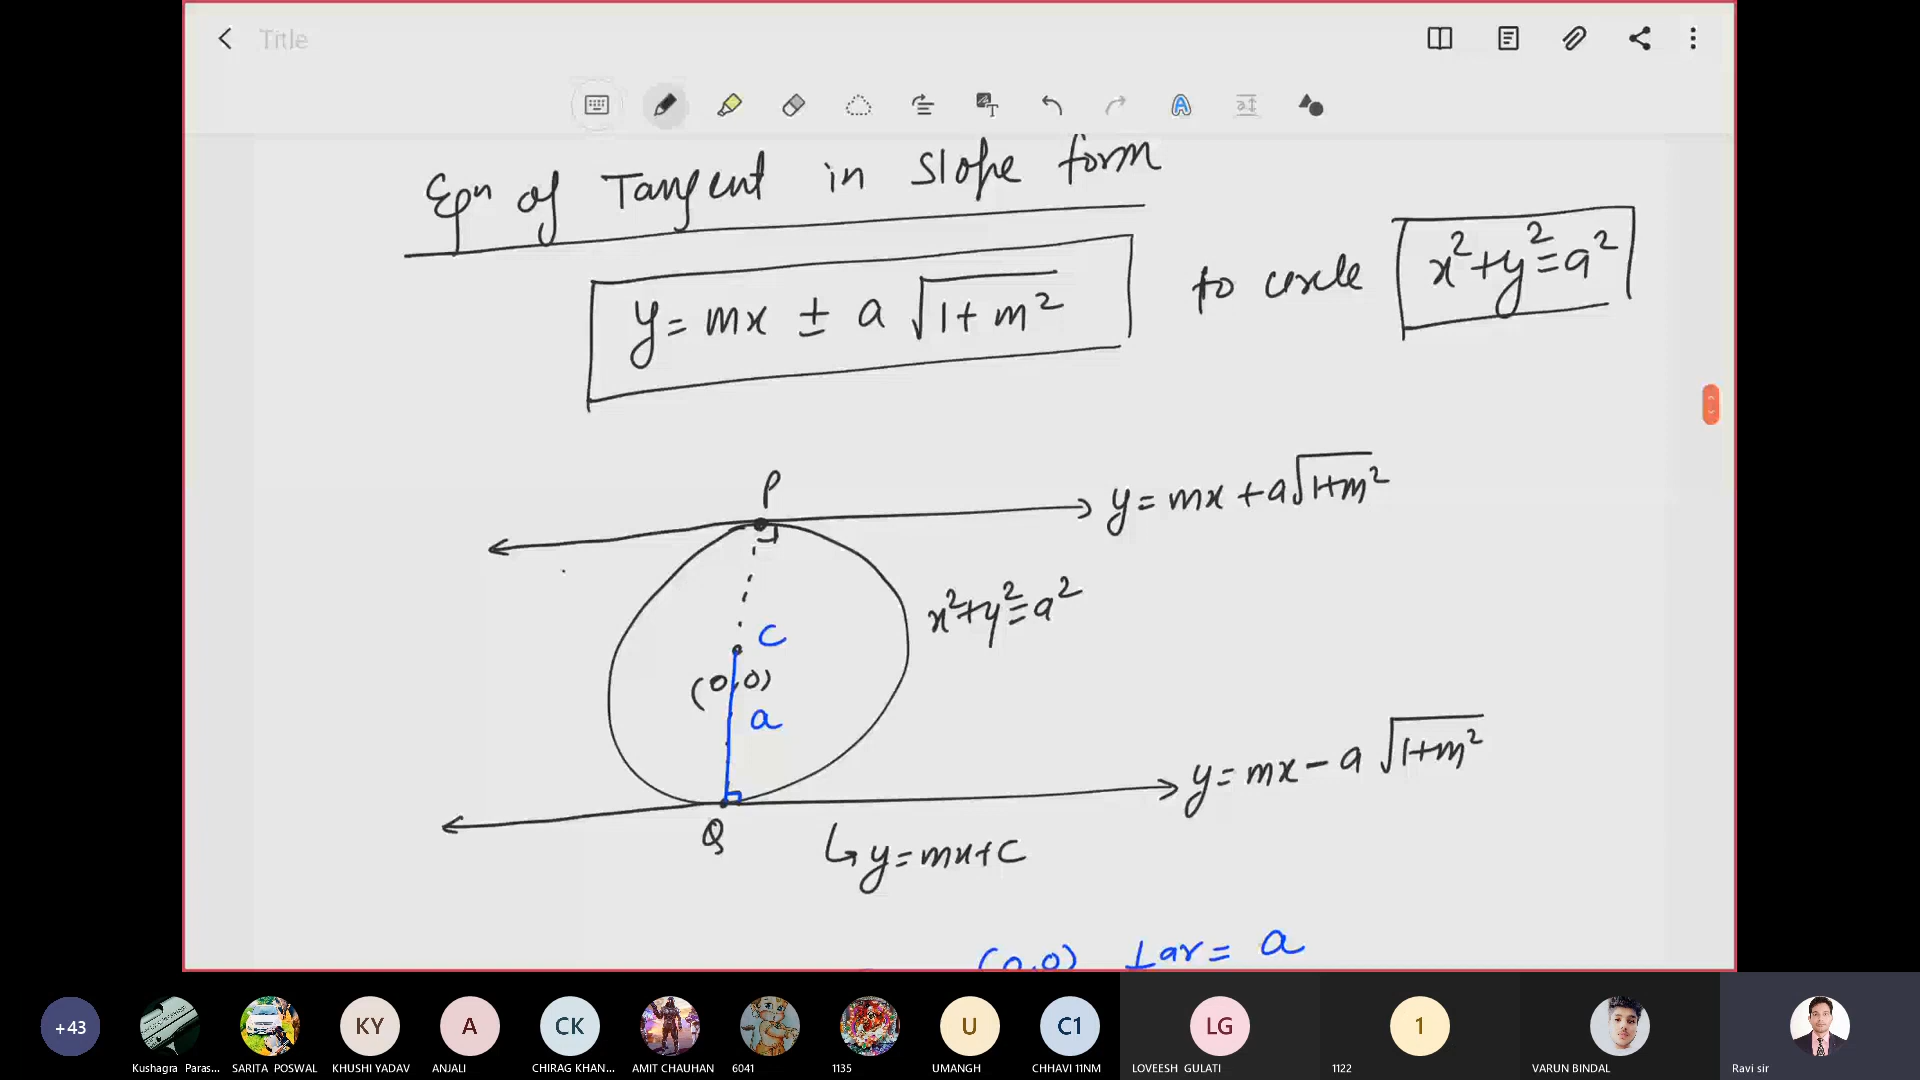 Title
Eqⁿ of Tangent in Slope form
y = mx ± a √1+m² to circle x²+y²=a²
P
y = mx + a√1+m²
x²+y²=a²
C
(0,0)
a
y = mx - a √1+m²
Q
↳ y = mx+c
(0,0) ⊥ar = a
+43
KY
A
CK
U
C1
LG
1
Kushagra Paras...
SARITA POSWAL
KHUSHI YADAV
ANJALI
CHIRAG KHAN...
AMIT CHAUHAN
6041
1135
UMANGH
CHHAVI 11NM
LOVEESH GULATI
1122
VARUN BINDAL
Ravi sir